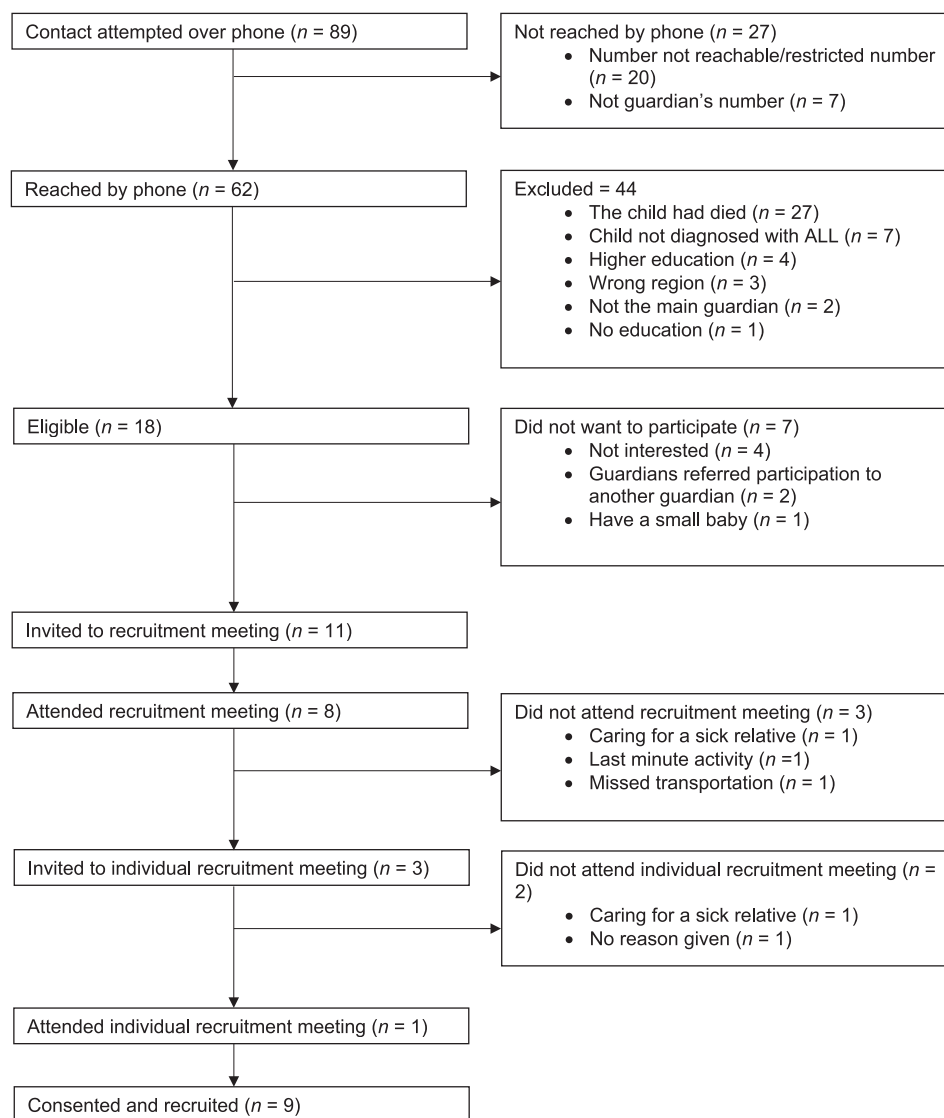 Contact attempted over phone (n = 89)
Not reached by phone (n = 27)
• Number not reachable/restricted number
(n = 20)
• Not guardian's number (n = 7)
Reached by phone (n = 62)
Excluded = 44
• The child had died (n = 27)
• Child not diagnosed with ALL (n = 7)
• Higher education (n = 4)
• Wrong region (n = 3)
• Not the main guardian (n = 2)
• No education (n = 1)
Eligible (n = 18)
Did not want to participate (n = 7)
• Not interested (n = 4)
• Guardians referred participation to
another guardian (n = 2)
• Have a small baby (n = 1)
Invited to recruitment meeting (n = 11)
Attended recruitment meeting (n = 8)
Did not attend recruitment meeting (n = 3)
• Caring for a sick relative (n = 1)
• Last minute activity (n =1)
• Missed transportation (n = 1)
Invited to individual recruitment meeting (n = 3)
Did not attend individual recruitment meeting (n =
2)
• Caring for a sick relative (n = 1)
• No reason given (n = 1)
Attended individual recruitment meeting (n = 1)
Consented and recruited (n = 9)